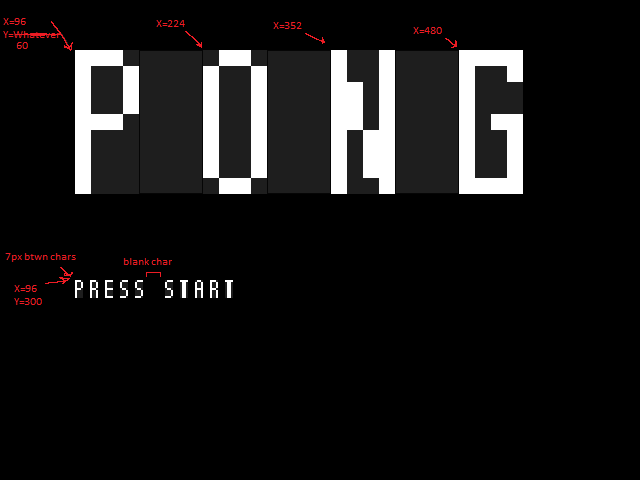 X=96
Y=Whatever
60
X=224
X=352
X=480
PONG
7px btwn chars
blank char
X=96
Y=300
PRESS START